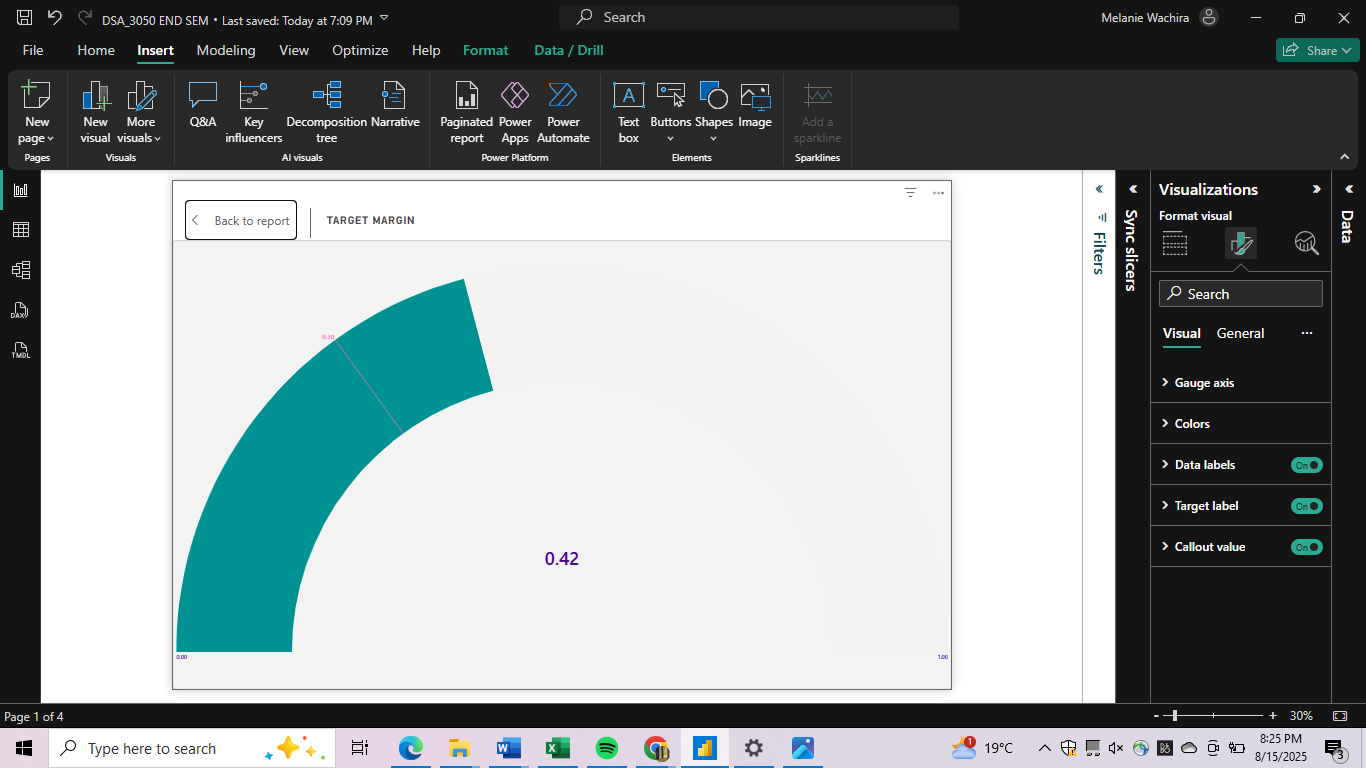 DSA_3050 END SEM • Last saved: Today at 7:09 PM
Search
Melanie Wachira
File
Home
Insert
Modeling
View
Optimize
Help
Format
Data / Drill
Share
New page
New visual
More visuals
Q&A
Key influencers
Decomposition tree
Narrative
Paginated report
Power Apps
Power Automate
Text box
Buttons
Shapes
Image
Add a sparkline
Pages
Visuals
AI visuals
Power Platform
Elements
Sparklines
DAX
TMDL
Back to report
TARGET MARGIN
0.30
0.42
0.00
1.00
Filters
Sync slicers
Visualizations
Format visual
Search
Visual
General
Gauge axis
Colors
Data labels
On
Target label
On
Callout value
On
Data
Page 1 of 4
- + 30%
Type here to search
1
19°C
8:25 PM
8/15/2025
3